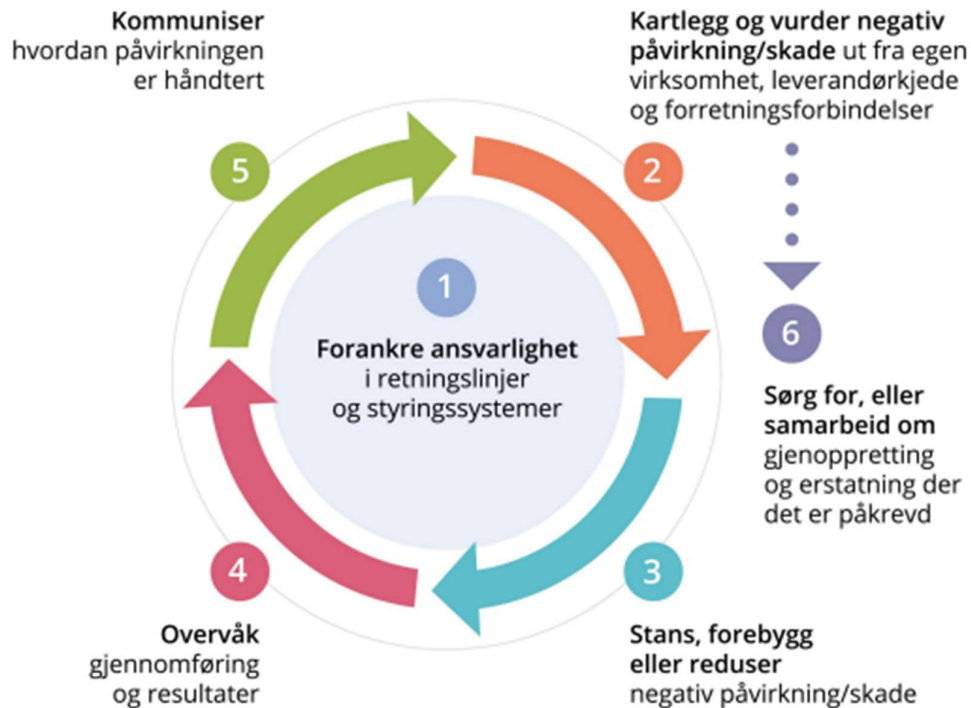 Kommuniser
hvordan påvirkningen
er håndtert
5
Kartlegg og vurder negativ
påvirkning/skade ut fra egen
virksomhet, leverandørkjede
og forretningsforbindelser
2
1
Forankre ansvarlighet
i retningslinjer
og styringssystemer
6
Sørg for, eller
samarbeid om
gjenoppretting
og erstatning der
det er påkrevd
4
Overvåk
gjennomføring
og resultater
3
Stans, forebygg
eller reduser
negativ påvirkning/skade